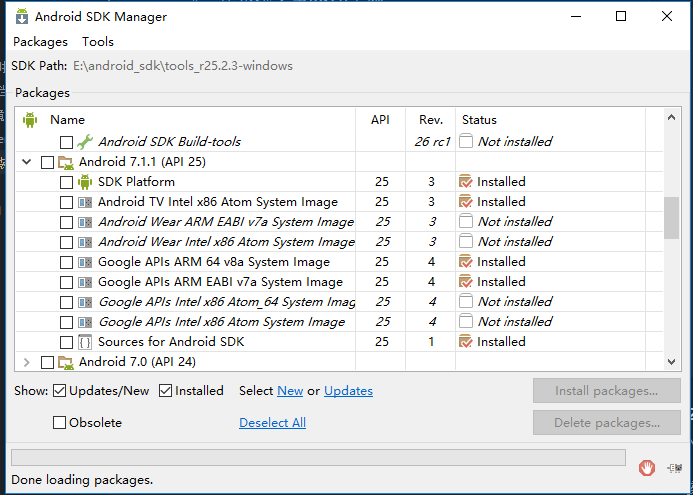 Android SDK Manager
Packages Tools
SDK Path: E:\android_sdk\tools_r25.2.3-windows
Packages
Name API Rev. Status
Android SDK Build-tools 26 rc1 Not installed
Android 7.1.1 (API 25)
SDK Platform 25 3 Installed
Android TV Intel x86 Atom System Image 25 3 Installed
Android Wear ARM EABI v7a System Image 25 3 Not installed
Android Wear Intel x86 Atom System Image 25 3 Not installed
Google APIs ARM 64 v8a System Image 25 4 Installed
Google APIs ARM EABI v7a System Image 25 4 Installed
Google APIs Intel x86 Atom_64 System Imag 25 4 Not installed
Google APIs Intel x86 Atom System Image 25 4 Not installed
Sources for Android SDK 25 1 Installed
Android 7.0 (API 24)
Show: Updates/New Installed Select New or Updates Install packages...
Obsolete Deselect All Delete packages...
Done loading packages.